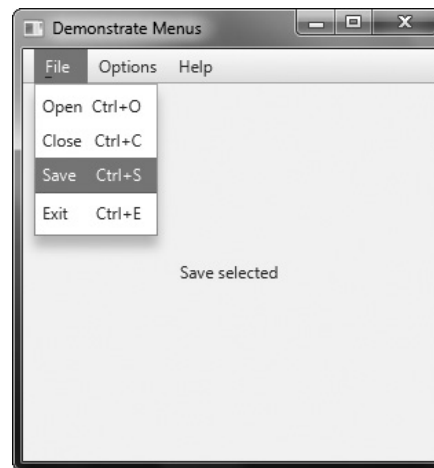 Demonstrate Menus
File Options Help
Open Ctrl+O
Close Ctrl+C
Save Ctrl+S
Exit Ctrl+E
Save selected